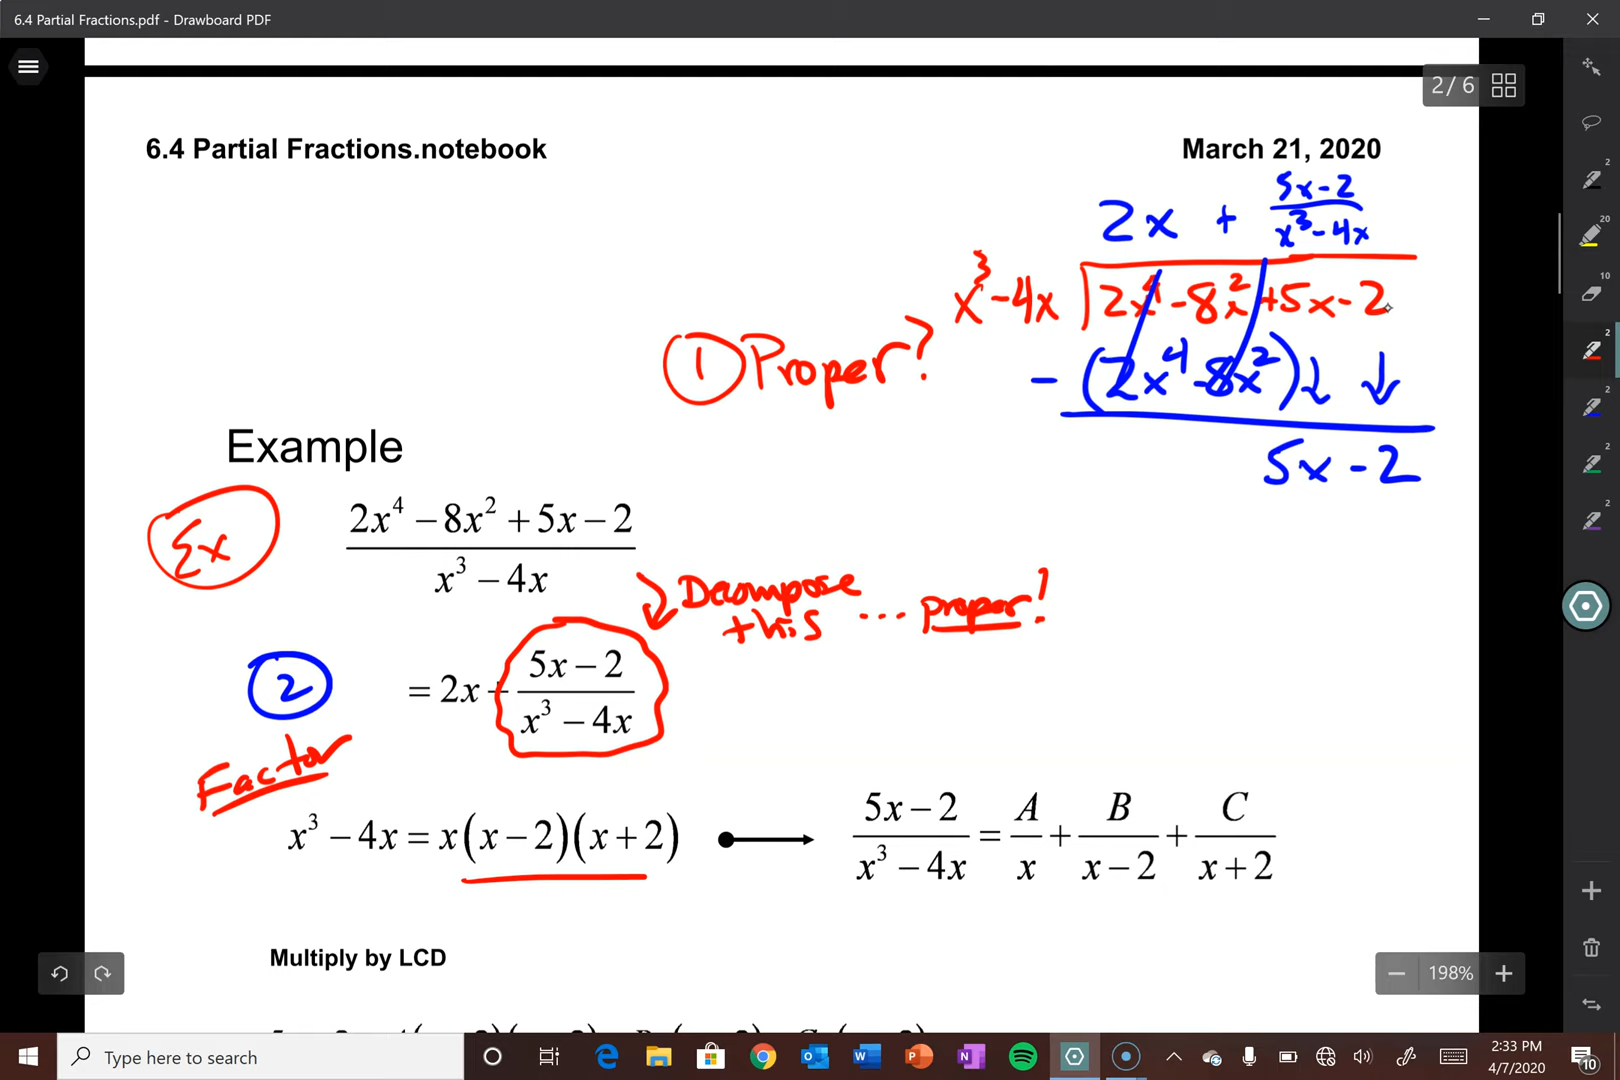 6.4 Partial Fractions.pdf - Drawboard PDF
2 / 6
6.4 Partial Fractions.notebook
March 21, 2020
2x + (5x-2)/(x³-4x)
x³-4x ) 2x⁴-8x²+5x-2
① Proper?
- (2x⁴-8x²) ↓ ↓
5x-2
Example
Ex
(2x⁴ − 8x² + 5x − 2)/(x³ − 4x)
Decompose this ... proper!
②
= 2x + (5x − 2)/(x³ − 4x)
Factor
x³ − 4x = x(x − 2)(x + 2)
(5x − 2)/(x³ − 4x) = A/x + B/(x − 2) + C/(x + 2)
Multiply by LCD
198%
Type here to search
2:33 PM
4/7/2020
10